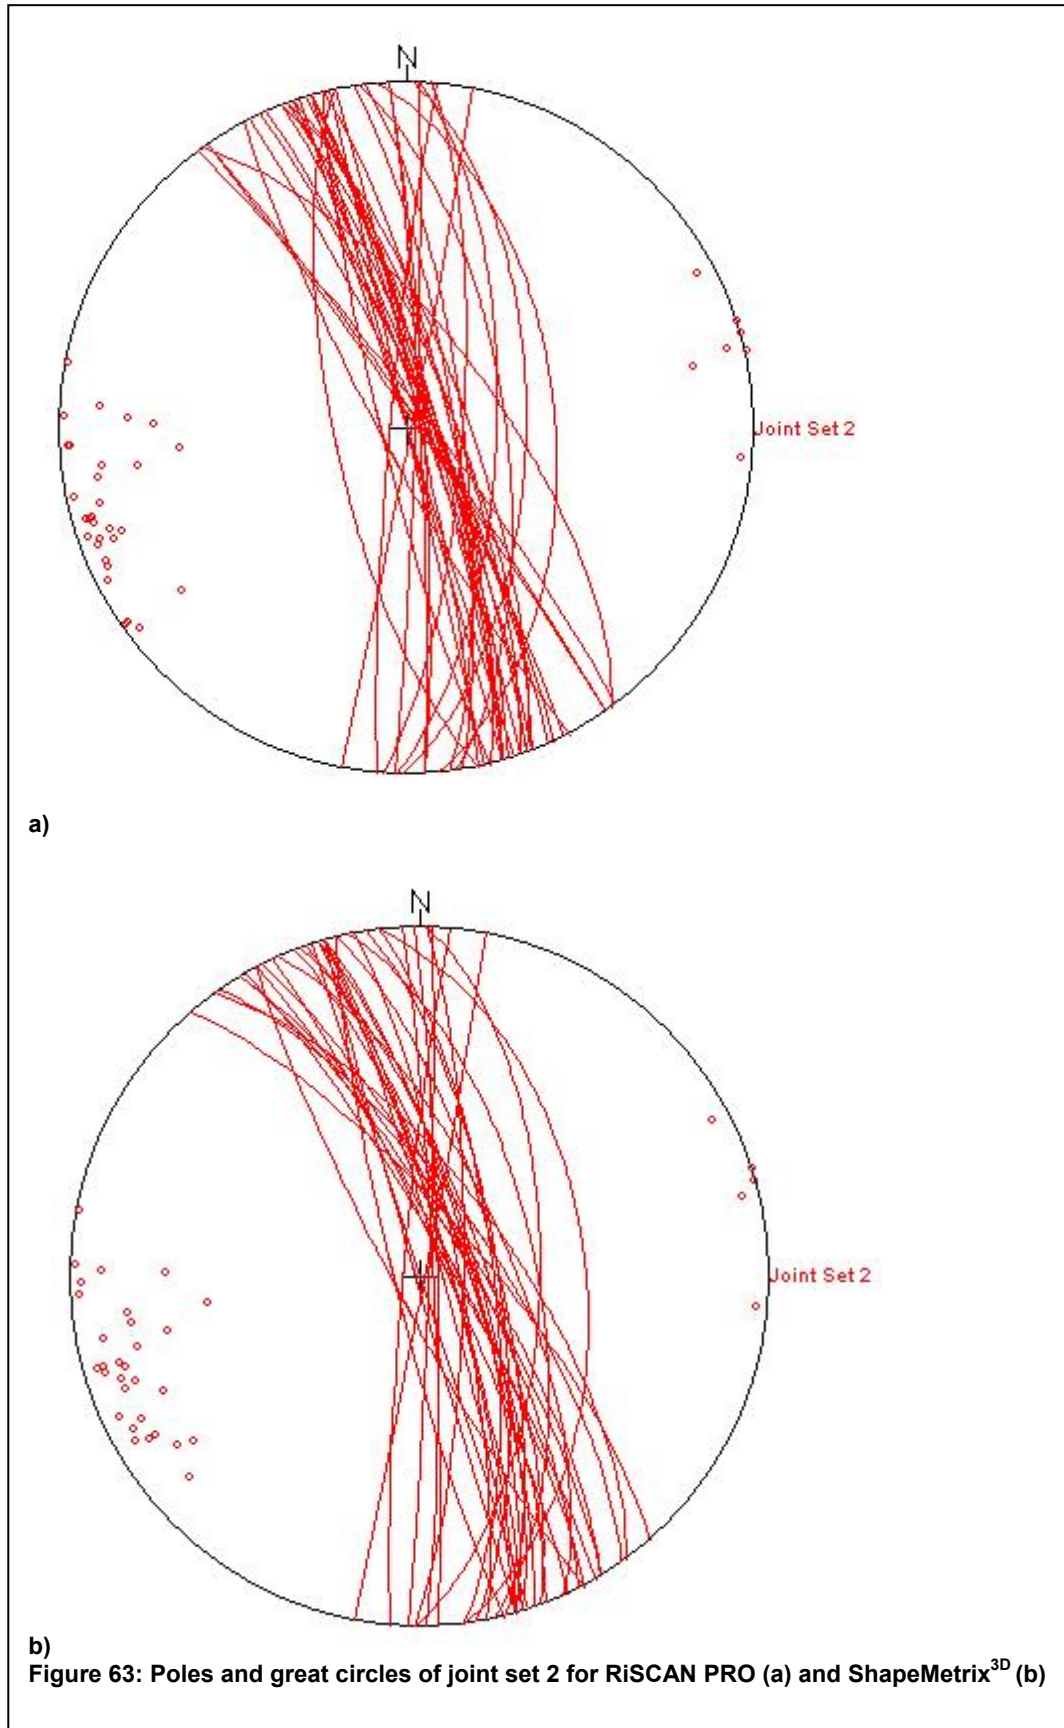 N
Joint Set 2
a)
N
Joint Set 2
b)
Figure 63: Poles and great circles of joint set 2 for RiSCAN PRO (a) and ShapeMetrix3D (b)